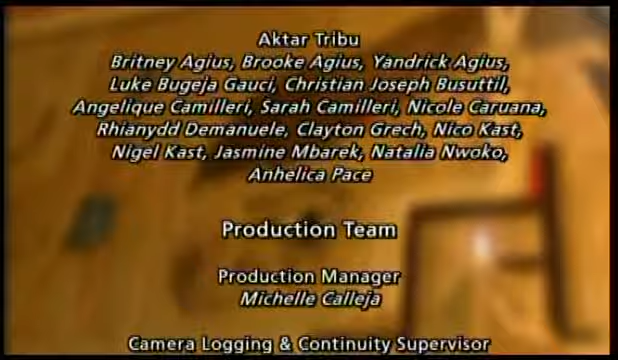 Aktar Tribu
Britney Agius, Brooke Agius, Yandrick Agius,
Luke Bugeja Gauci, Christian Joseph Busuttil,
Angelique Camilleri, Sarah Camilleri, Nicole Caruana,
Rhianydd Demanuele, Clayton Grech, Nico Kast,
Nigel Kast, Jasmine Mbarek, Natalia Nwoko,
Anhelica Pace
Production Team
Production Manager
Michelle Calleja
Camera Logging & Continuity Supervisor